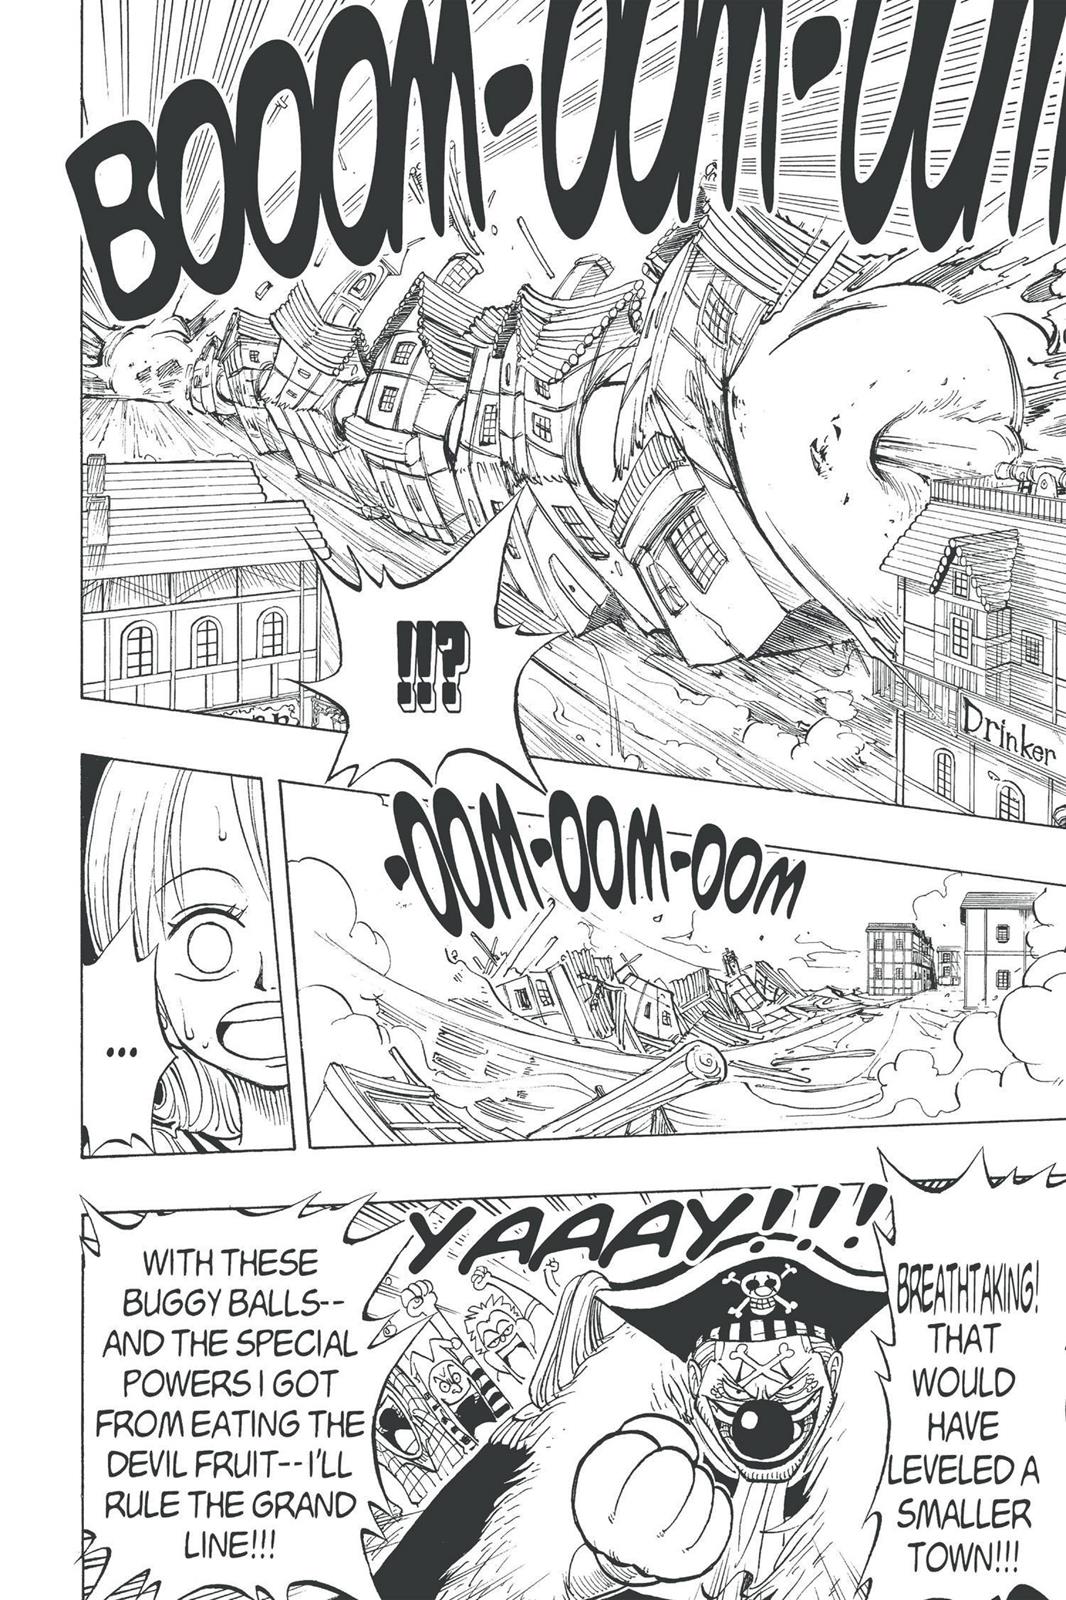 BOOOM-OOM-OOM
!!?
Drinker
-OOM-OOM-OOM
...
YAAAY!!!
BREATHTAKING!
THAT
WOULD
HAVE
LEVELED A
SMALLER
TOWN!!!
WITH THESE
BUGGY BALLS--
AND THE SPECIAL
POWERS I GOT
FROM EATING THE
DEVIL FRUIT--I'LL
RULE THE GRAND
LINE!!!